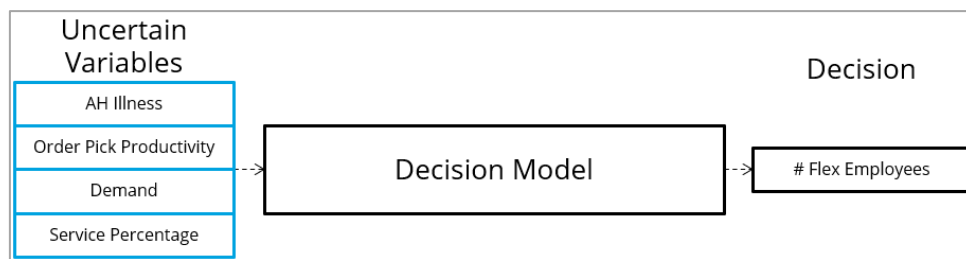 Uncertain
Variables
AH Illness
Order Pick Productivity
Demand
Service Percentage
Decision Model
Decision
# Flex Employees